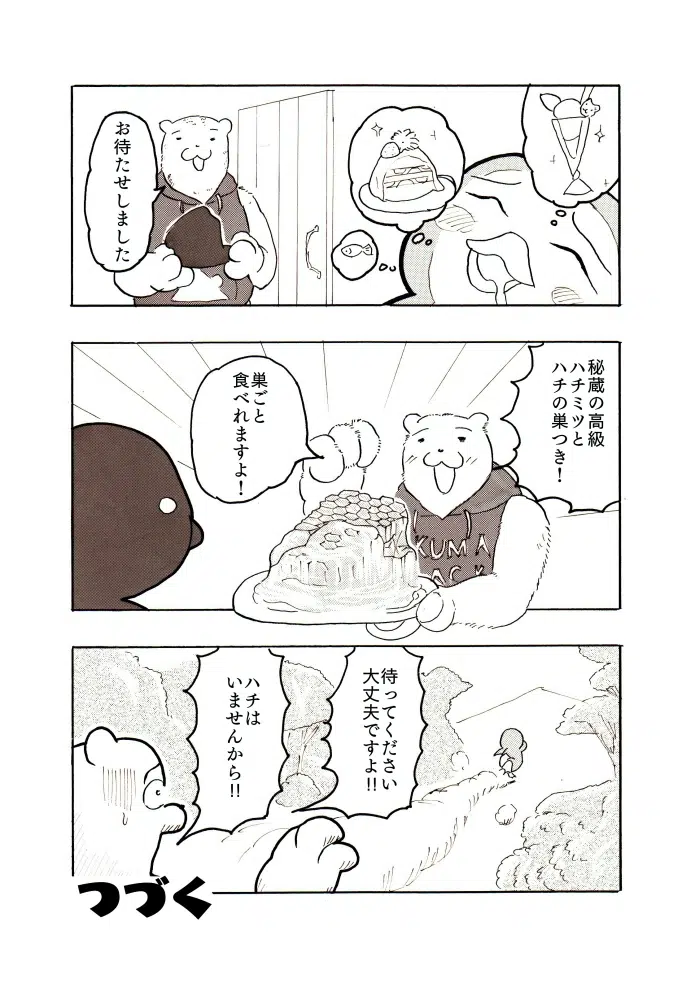 お待たせしました
秘蔵の高級
ハチミツと
ハチの巣つき！
巣ごと
食べれますよ！
KUMA
ACK
待ってください
大丈夫ですよ!!
ハチは
いませんから!!
つづく